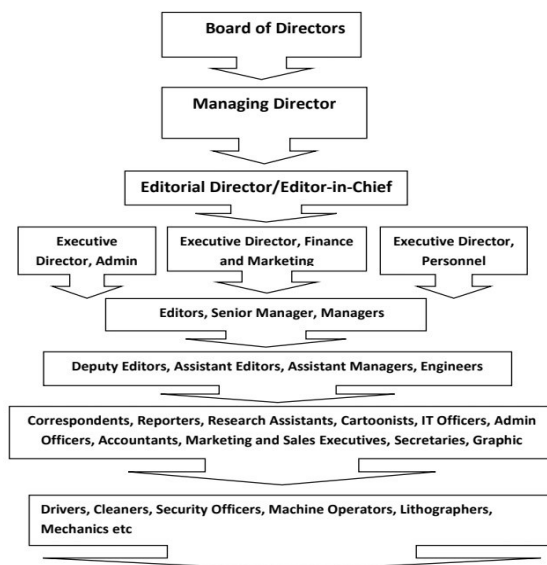 Board of Directors
Managing Director
Editorial Director/Editor-in-Chief
Executive
Director, Admin
Executive Director, Finance
and Marketing
Executive Director,
Personnel
Editors, Senior Manager, Managers
Deputy Editors, Assistant Editors, Assistant Managers, Engineers
Correspondents, Reporters, Research Assistants, Cartoonists, IT Officers, Admin
Officers, Accountants, Marketing and Sales Executives, Secretaries, Graphic
Drivers, Cleaners, Security Officers, Machine Operators, Lithographers,
Mechanics etc